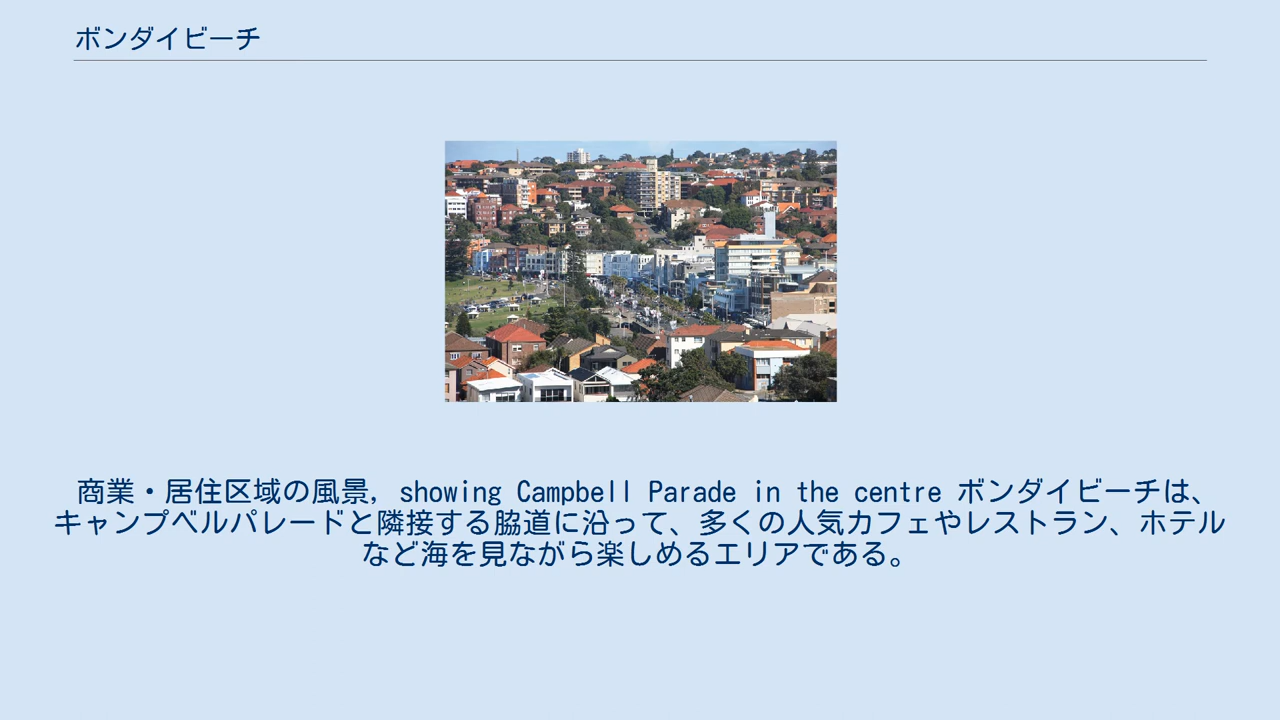 ボンダイビーチ
商業・居住区域の風景, showing Campbell Parade in the centre ボンダイビーチは、
キャンプベルパレードと隣接する脇道に沿って、多くの人気カフェやレストラン、ホテル
など海を見ながら楽しめるエリアである。